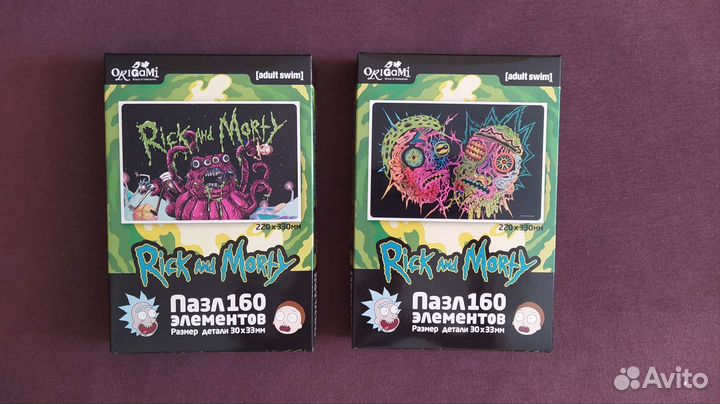 ORiGaMi
[adult swim]
Rick and Morty
220x330мм
Rick and Morty
Пазл 160
элементов
Размер детали 30x33мм
ORiGaMi
[adult swim]
220x330мм
Rick and Morty
Пазл 160
элементов
Размер детали 30x33мм
Avito